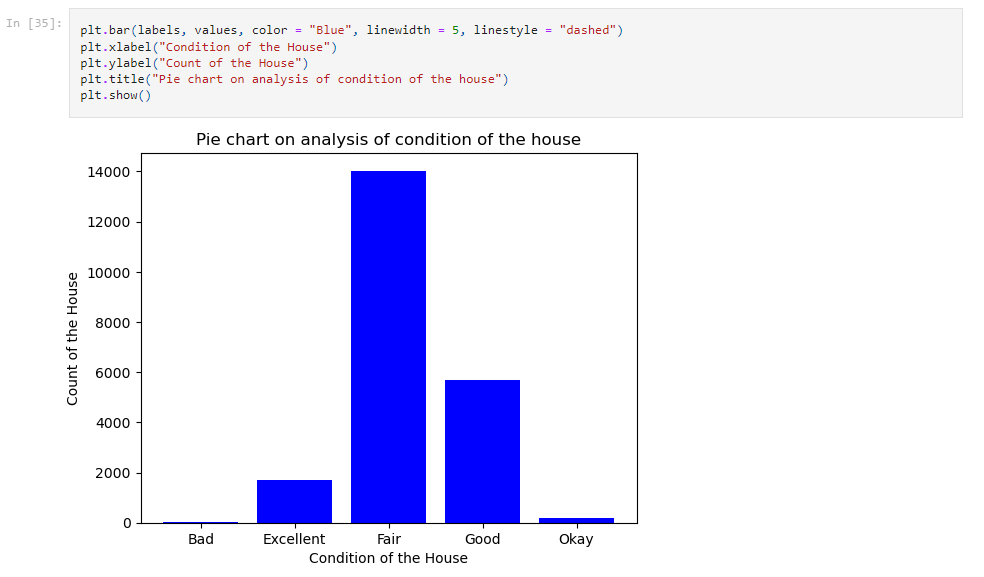 In [35]:
plt.bar(labels, values, color = "Blue", linewidth = 5, linestyle = "dashed")
plt.xlabel("Condition of the House")
plt.ylabel("Count of the House")
plt.title("Pie chart on analysis of condition of the house")
plt.show()
Pie chart on analysis of condition of the house
14000
12000
10000
8000
6000
4000
2000
0
Count of the House
Bad Excellent Fair Good Okay
Condition of the House